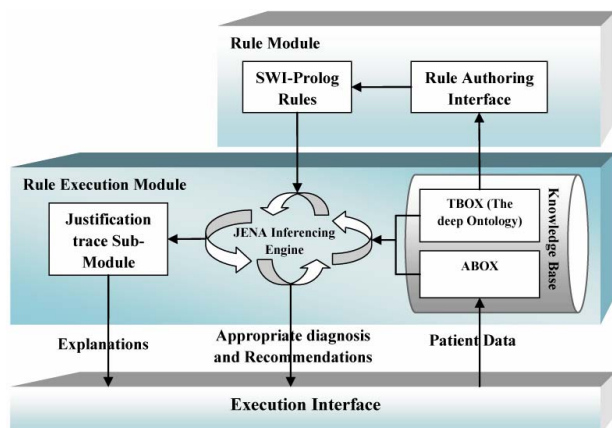 Rule Module
SWI-Prolog
Rules
Rule Authoring
Interface
Rule Execution Module
Justification
trace Sub-
Module
JENA Inferencing
Engine
TBOX (The
deep Ontology)
ABOX
Knowledge Base
Explanations
Appropriate diagnosis
and Recommendations
Patient Data
Execution Interface